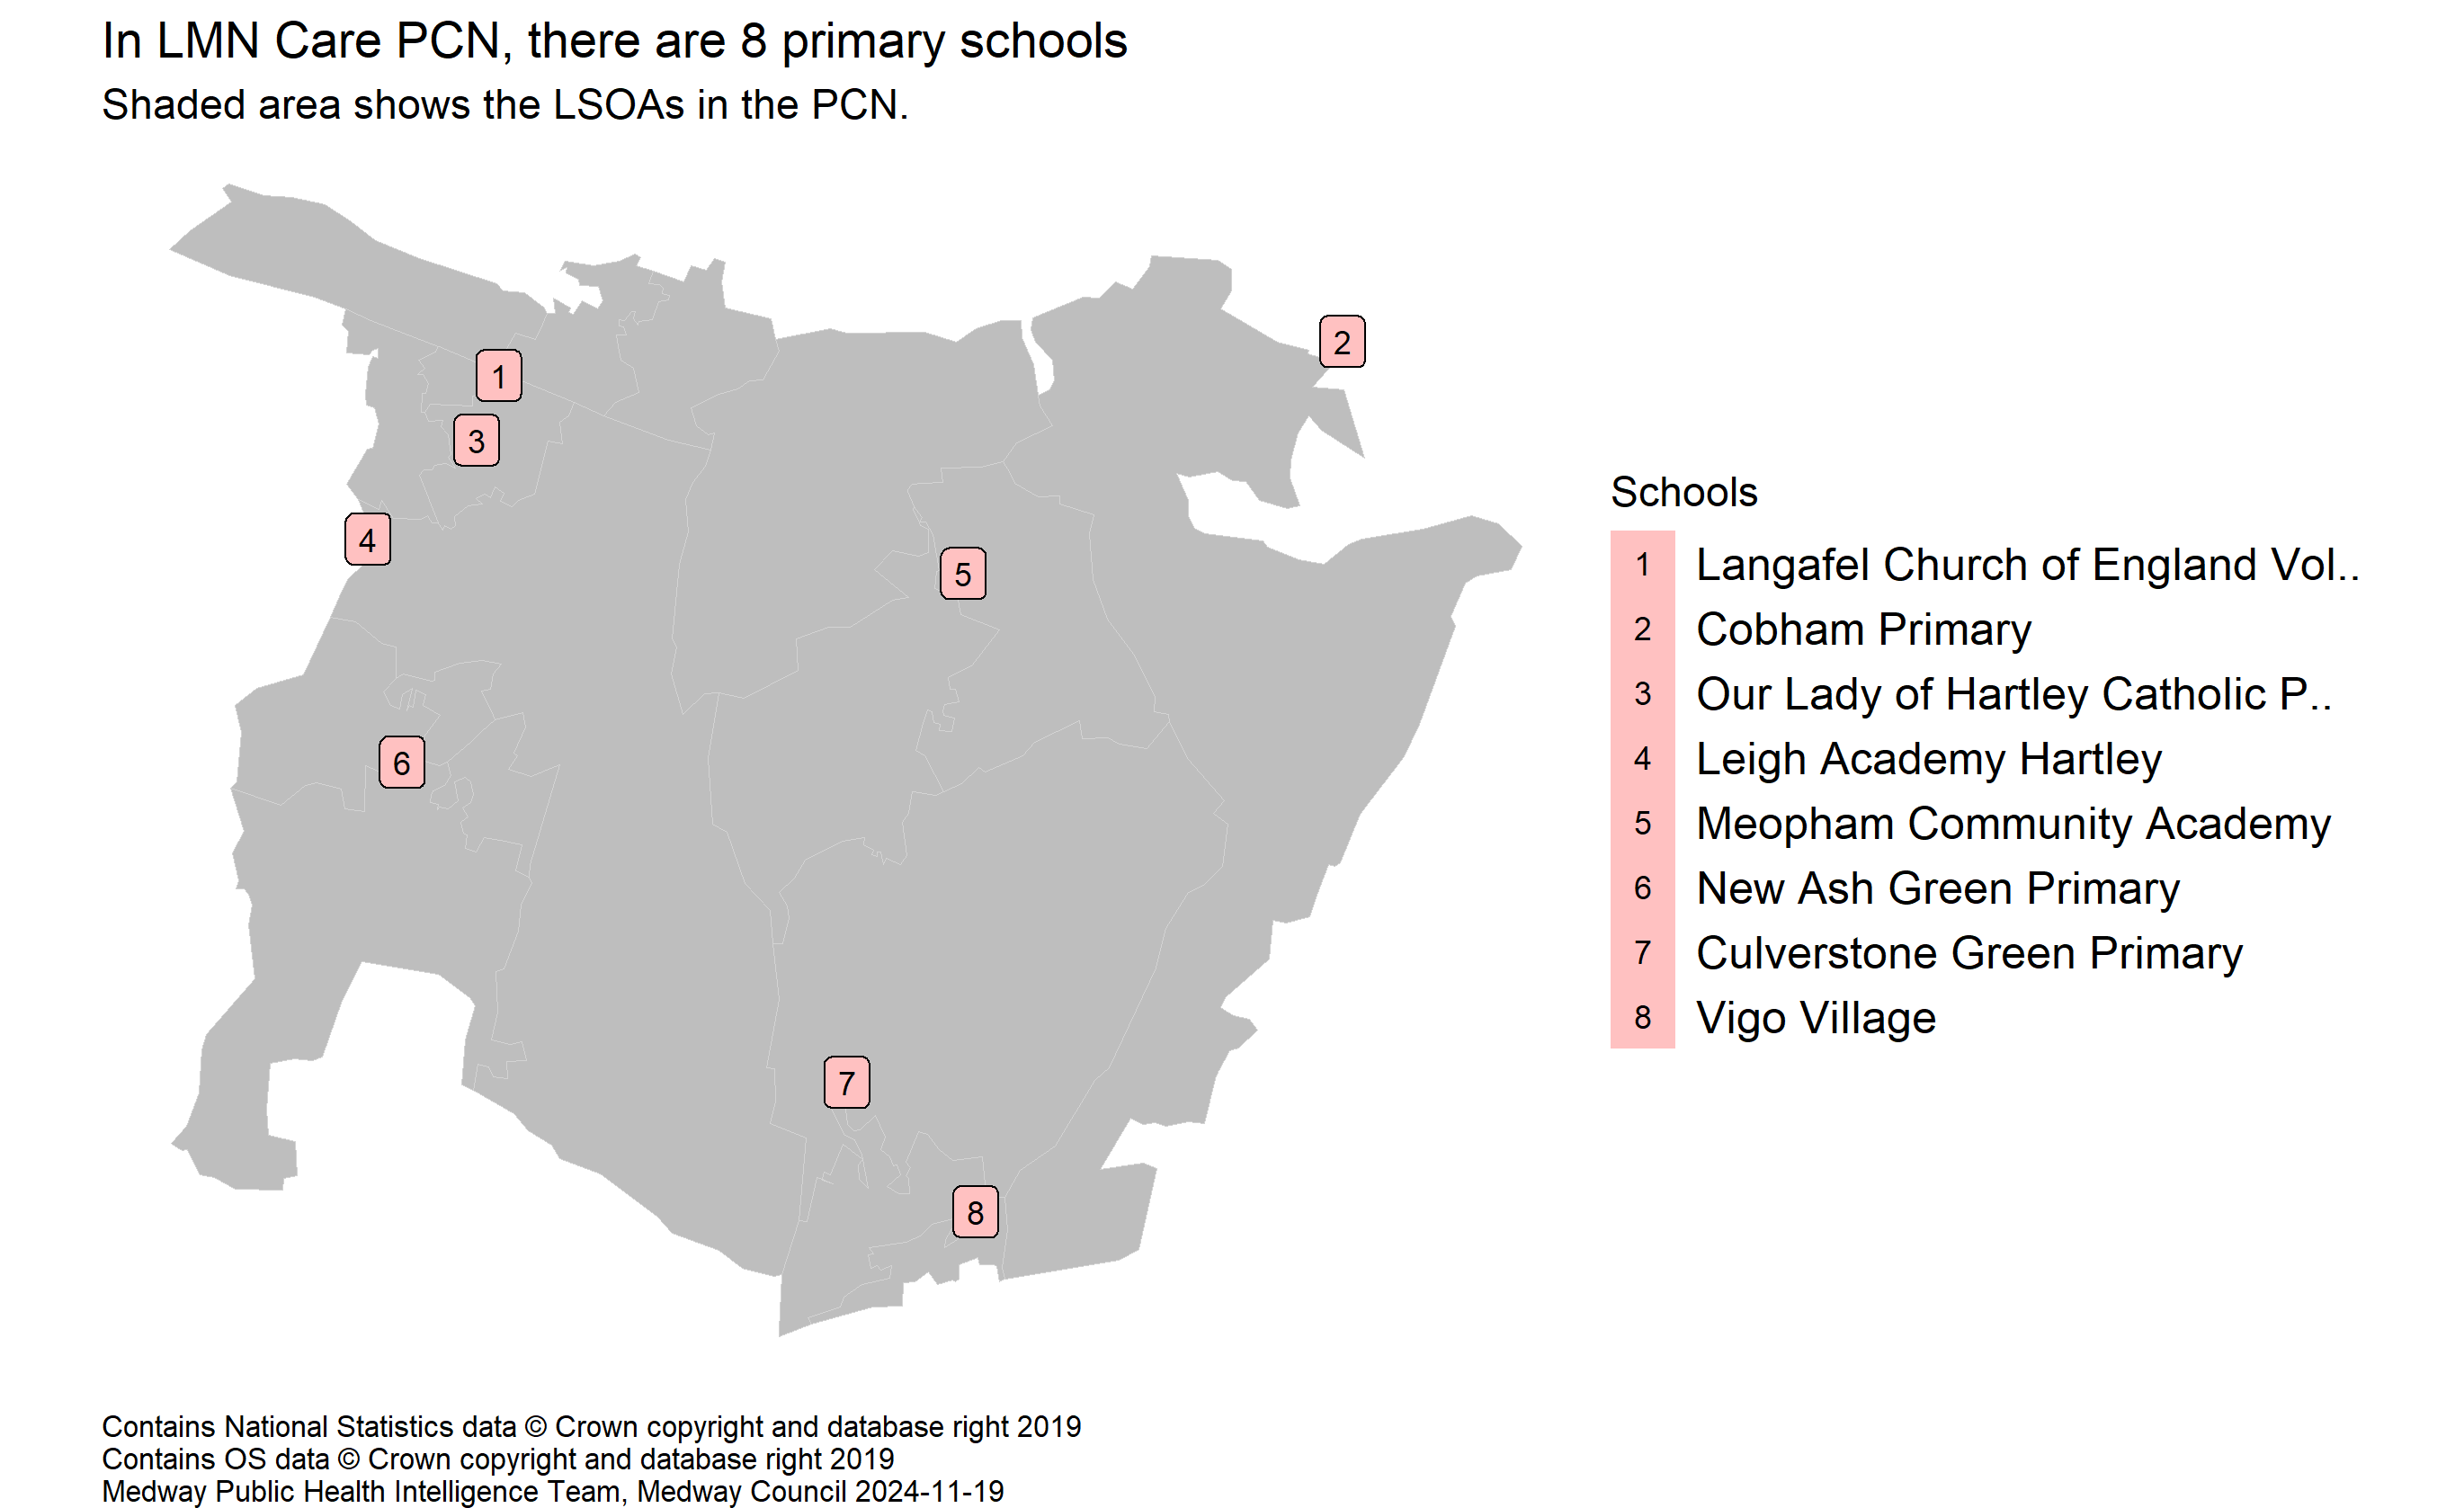 In LMN Care PCN, there are 8 primary schools
Shaded area shows the LSOAs in the PCN.
1
2
3
4
5
6
7
8
Schools
1 Langafel Church of England Vol..
2 Cobham Primary
3 Our Lady of Hartley Catholic P..
4 Leigh Academy Hartley
5 Meopham Community Academy
6 New Ash Green Primary
7 Culverstone Green Primary
8 Vigo Village
Contains National Statistics data © Crown copyright and database right 2019
Contains OS data © Crown copyright and database right 2019
Medway Public Health Intelligence Team, Medway Council 2024-11-19